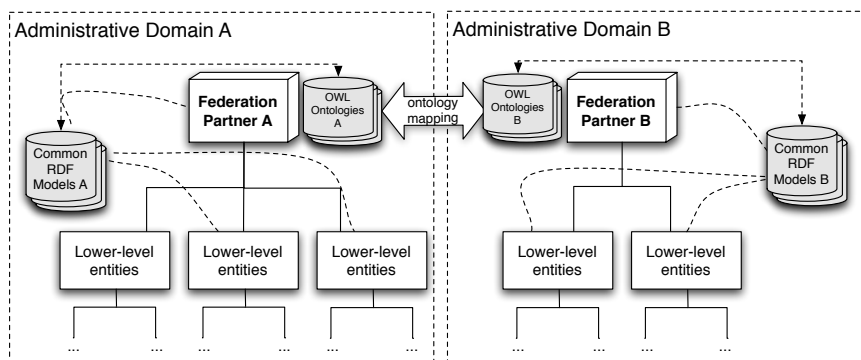 Administrative Domain A
Administrative Domain B
Federation
Partner A
OWL
Ontologies
A
ontology
mapping
OWL
Ontologies
B
Federation
Partner B
Common
RDF
Models A
Common
RDF
Models B
Lower-level
entities
Lower-level
entities
Lower-level
entities
Lower-level
entities
Lower-level
entities
... ... ... ... ... ... ... ... ... ...